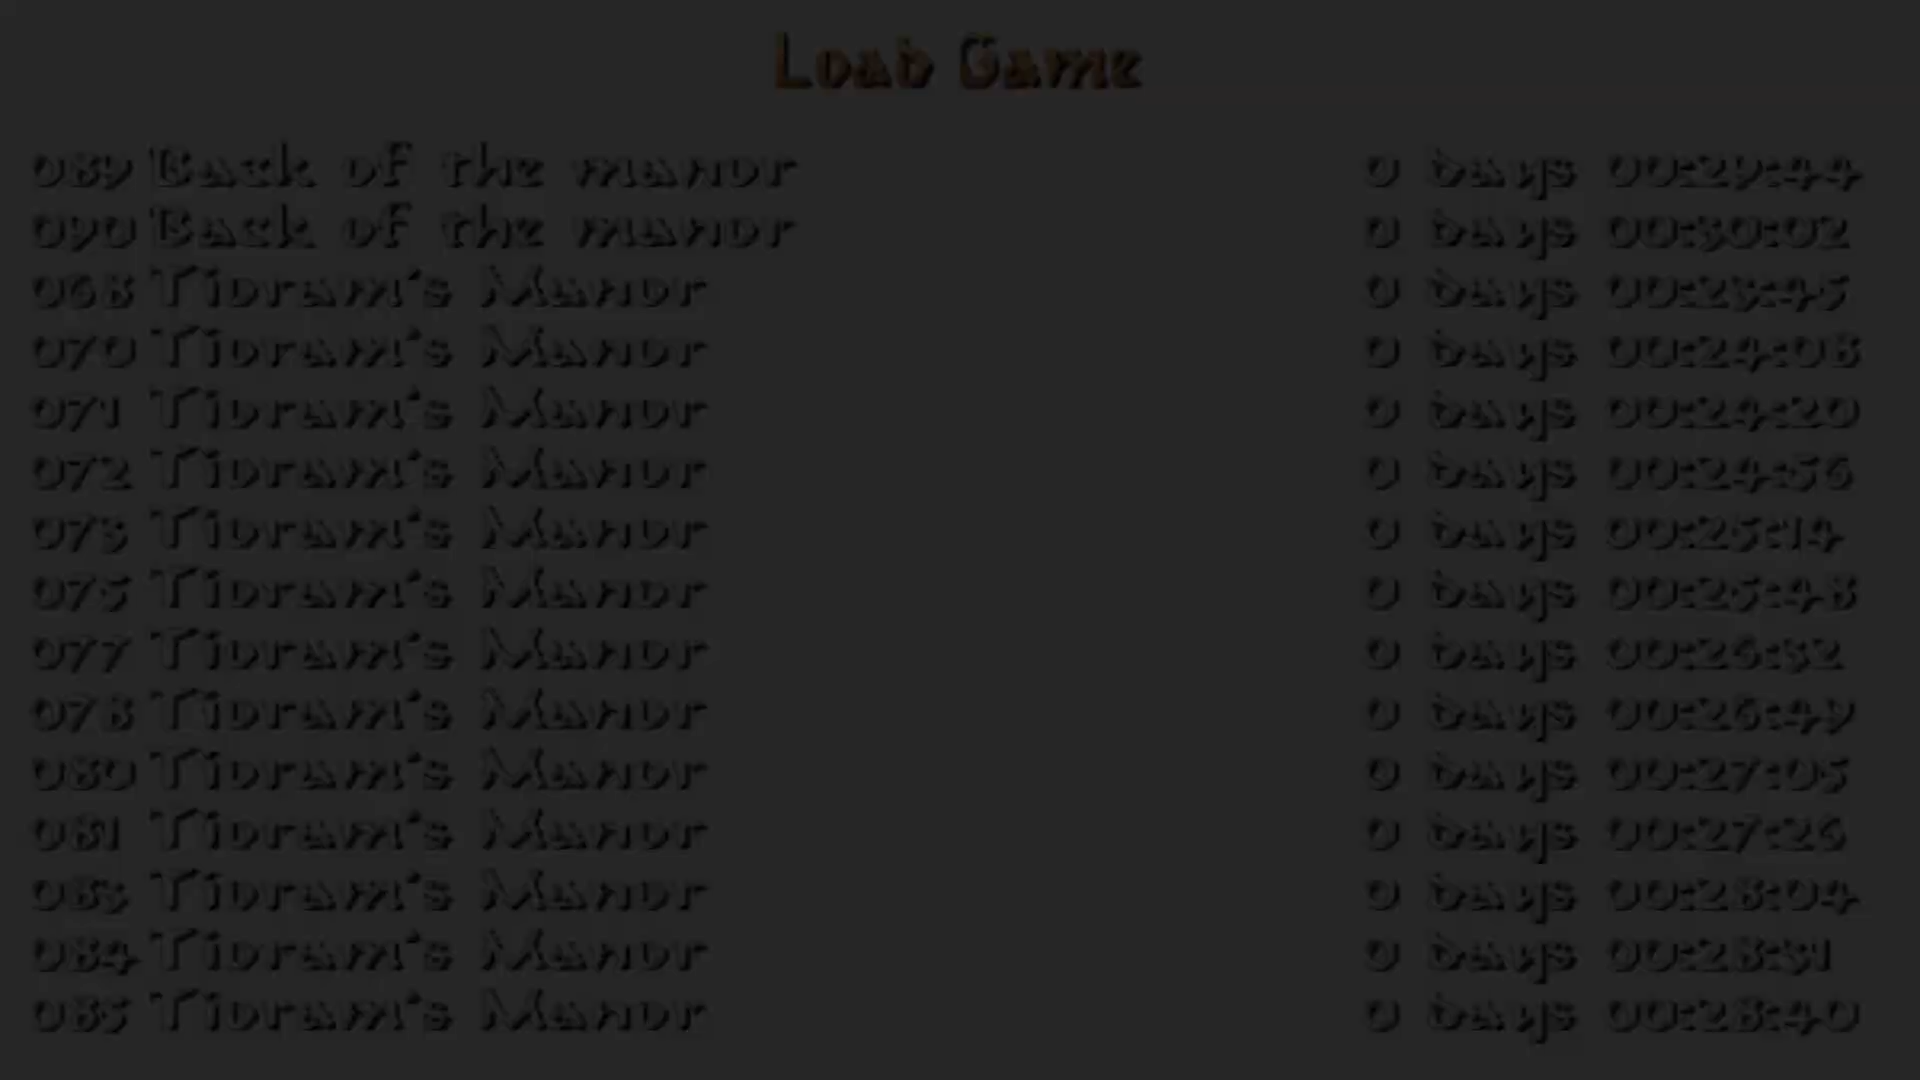 Load Game
089 Back of the manor 0 days 00:29:44
090 Back of the manor 0 days 00:30:02
068 Tioram's Manor 0 days 00:23:45
070 Tioram's Manor 0 days 00:24:08
071 Tioram's Manor 0 days 00:24:20
072 Tioram's Manor 0 days 00:24:56
073 Tioram's Manor 0 days 00:25:14
075 Tioram's Manor 0 days 00:25:48
077 Tioram's Manor 0 days 00:26:32
078 Tioram's Manor 0 days 00:26:49
080 Tioram's Manor 0 days 00:27:05
081 Tioram's Manor 0 days 00:27:26
083 Tioram's Manor 0 days 00:28:04
084 Tioram's Manor 0 days 00:28:31
085 Tioram's Manor 0 days 00:28:40